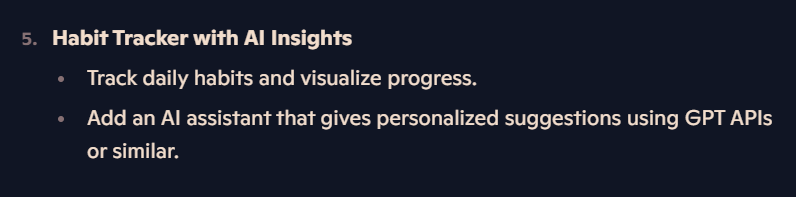 5. Habit Tracker with AI Insights
• Track daily habits and visualize progress.
• Add an AI assistant that gives personalized suggestions using GPT APIs
or similar.